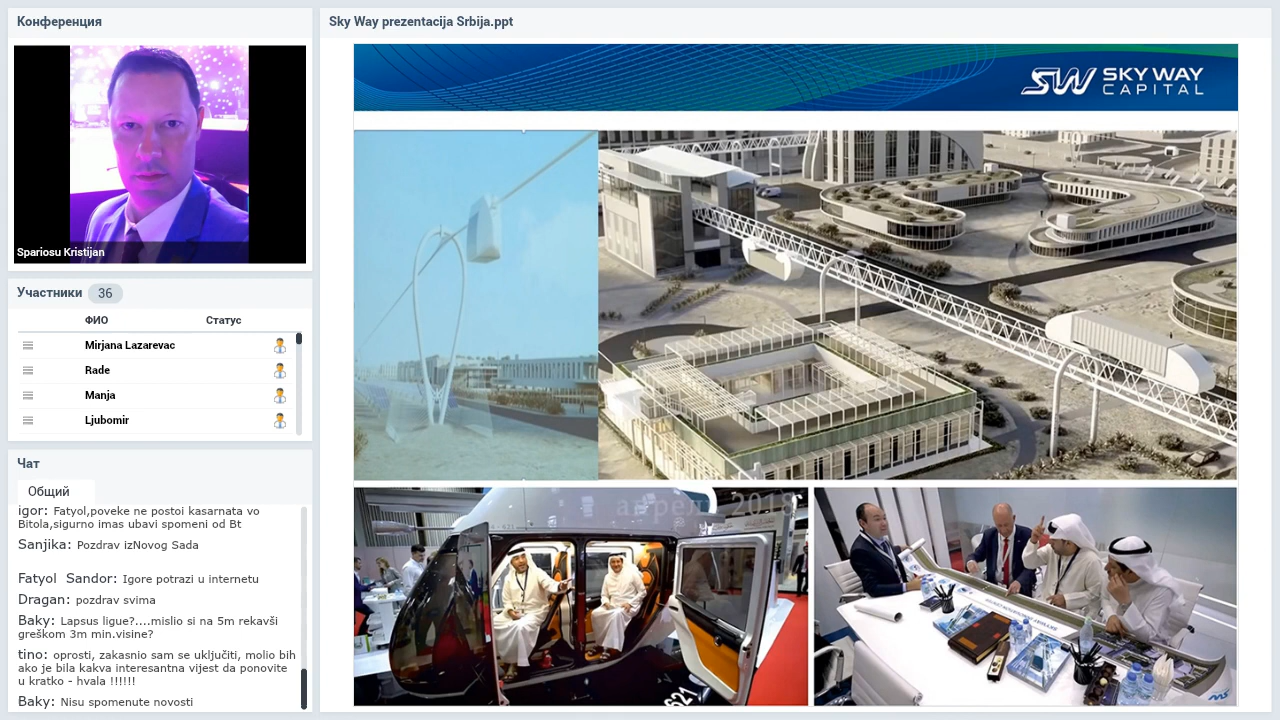 Конференция
Spariosu Kristijan
Участники 36
ФИО Статус
Mirjana Lazarevac
Rade
Manja
Ljubomir
Чат
Общий
igor: Fatyol,poveke ne postoi kasarnata vo
Bitola,sigurno imas ubavi spomeni od Bt
Sanjika: Pozdrav izNovog Sada
Fatyol Sandor: Igore potrazi u internetu
Dragan: pozdrav svima
Baky: Lapsus ligue?....mislio si na 5m rekavši
greškom 3m min.visine?
tino: oprosti, zakasnio sam se uključiti, molio bih
ako je bila kakva interesantna vijest da ponovite
u kratko - hvala !!!!!!
Baky: Nisu spomenute novosti
Sky Way prezentacija Srbija.ppt
SW SKY WAY
CAPITAL
апрель 2018
621